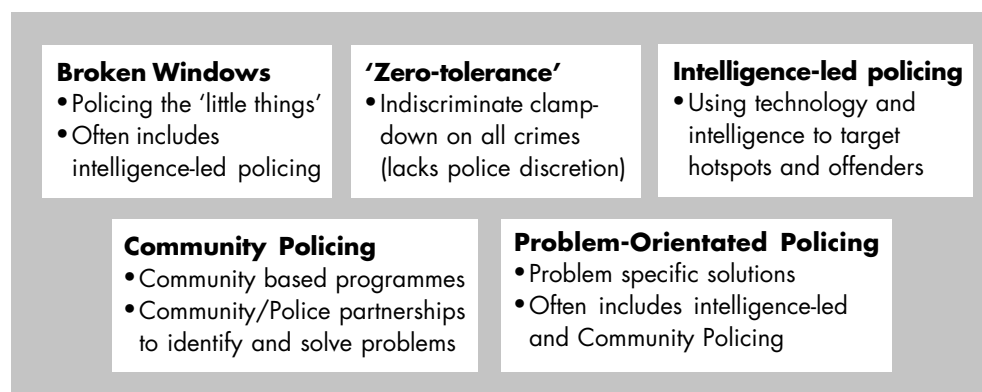 Broken Windows
• Policing the ‘little things’
• Often includes
intelligence-led policing
‘Zero-tolerance’
• Indiscriminate clamp-
down on all crimes
(lacks police discretion)
Intelligence-led policing
• Using technology and
intelligence to target
hotspots and offenders
Community Policing
• Community based programmes
• Community/Police partnerships
to identify and solve problems
Problem-Orientated Policing
• Problem specific solutions
• Often includes intelligence-led
and Community Policing